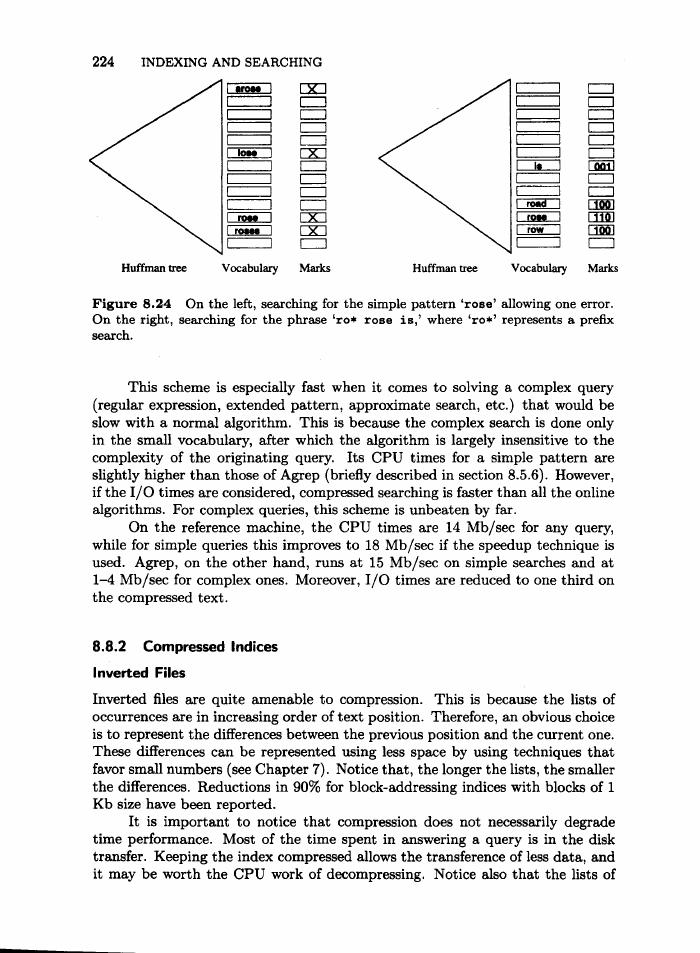 224 INDEXING AND SEARCHING
arose X
lose X
rose X
roses X
is 001
road 100
rose 110
row 100
Huffman tree Vocabulary Marks Huffman tree Vocabulary Marks
Figure 8.24 On the left, searching for the simple pattern ‘rose’ allowing one error.
On the right, searching for the phrase ‘ro* rose is,’ where ‘ro*’ represents a prefix
search.
This scheme is especially fast when it comes to solving a complex query
(regular expression, extended pattern, approximate search, etc.) that would be
slow with a normal algorithm. This is because the complex search is done only
in the small vocabulary, after which the algorithm is largely insensitive to the
complexity of the originating query. Its CPU times for a simple pattern are
slightly higher than those of Agrep (briefly described in section 8.5.6). However,
if the I/O times are considered, compressed searching is faster than all the online
algorithms. For complex queries, this scheme is unbeaten by far.
On the reference machine, the CPU times are 14 Mb/sec for any query,
while for simple queries this improves to 18 Mb/sec if the speedup technique is
used. Agrep, on the other hand, runs at 15 Mb/sec on simple searches and at
1–4 Mb/sec for complex ones. Moreover, I/O times are reduced to one third on
the compressed text.
8.8.2 Compressed Indices
Inverted Files
Inverted files are quite amenable to compression. This is because the lists of
occurrences are in increasing order of text position. Therefore, an obvious choice
is to represent the differences between the previous position and the current one.
These differences can be represented using less space by using techniques that
favor small numbers (see Chapter 7). Notice that, the longer the lists, the smaller
the differences. Reductions in 90% for block-addressing indices with blocks of 1
Kb size have been reported.
It is important to notice that compression does not necessarily degrade
time performance. Most of the time spent in answering a query is in the disk
transfer. Keeping the index compressed allows the transference of less data, and
it may be worth the CPU work of decompressing. Notice also that the lists of